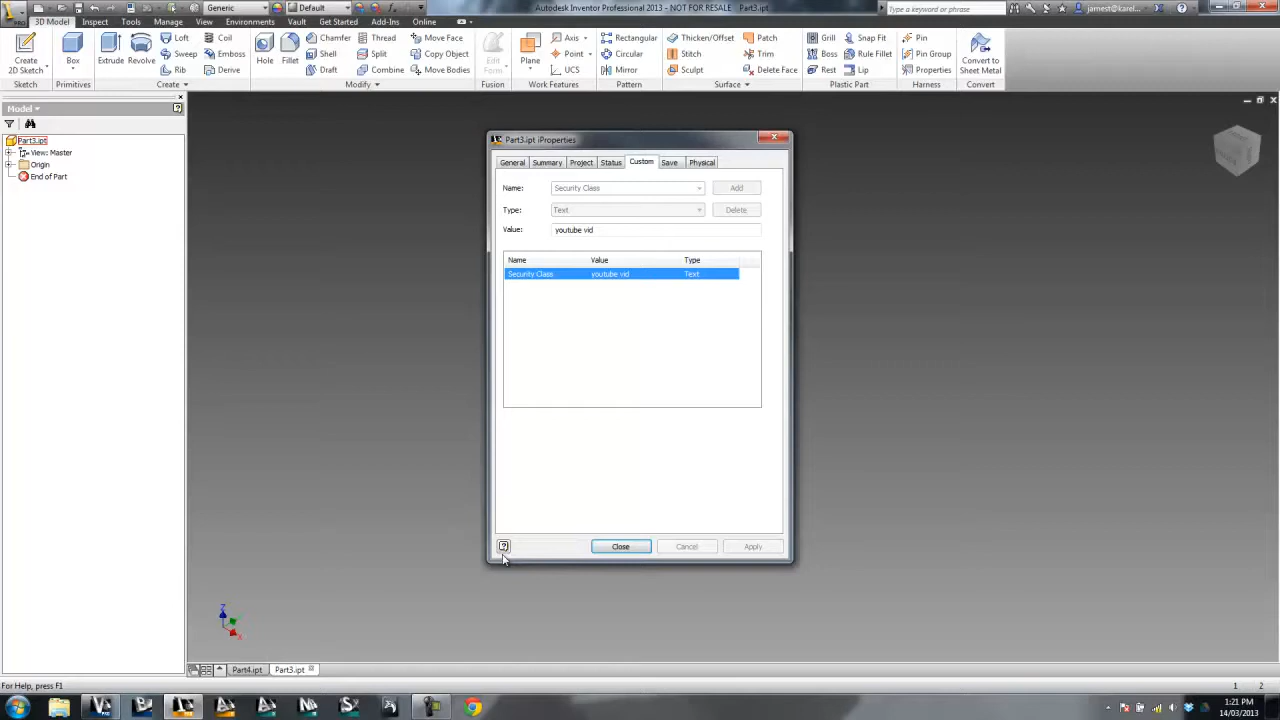 Generic
Default
Autodesk Inventor Professional 2013 - NOT FOR RESALE Part3.ipt
Type a keyword or phrase
jarnest@karel...
3D Model Inspect Tools Manage View Environments Vault Get Started Add-Ins Online
Create 2D Sketch
Box
Extrude
Revolve
Loft
Sweep
Rib
Coil
Emboss
Derive
Hole
Fillet
Chamfer
Shell
Draft
Thread
Split
Combine
Move Face
Copy Object
Move Bodies
Edit Form
Plane
Axis
Point
UCS
Rectangular
Circular
Mirror
Thicken/Offset
Stitch
Sculpt
Patch
Trim
Delete Face
Grill
Boss
Rest
Snap Fit
Rule Fillet
Lip
Pin
Pin Group
Properties
Convert to Sheet Metal
Sketch Primitives Create Modify Fusion Work Features Pattern Surface Plastic Part Harness Convert
Model
Part3.ipt
View: Master
Origin
End of Part
Part3.ipt iProperties
General Summary Project Status Custom Save Physical
Name: Security Class Add
Type: Text Delete
Value: youtube vid
Name Value Type
Security Class youtube vid Text
Close Cancel Apply
Z
X
Part4.ipt Part3.ipt
For Help, press F1
1 2
1:21 PM
14/03/2013